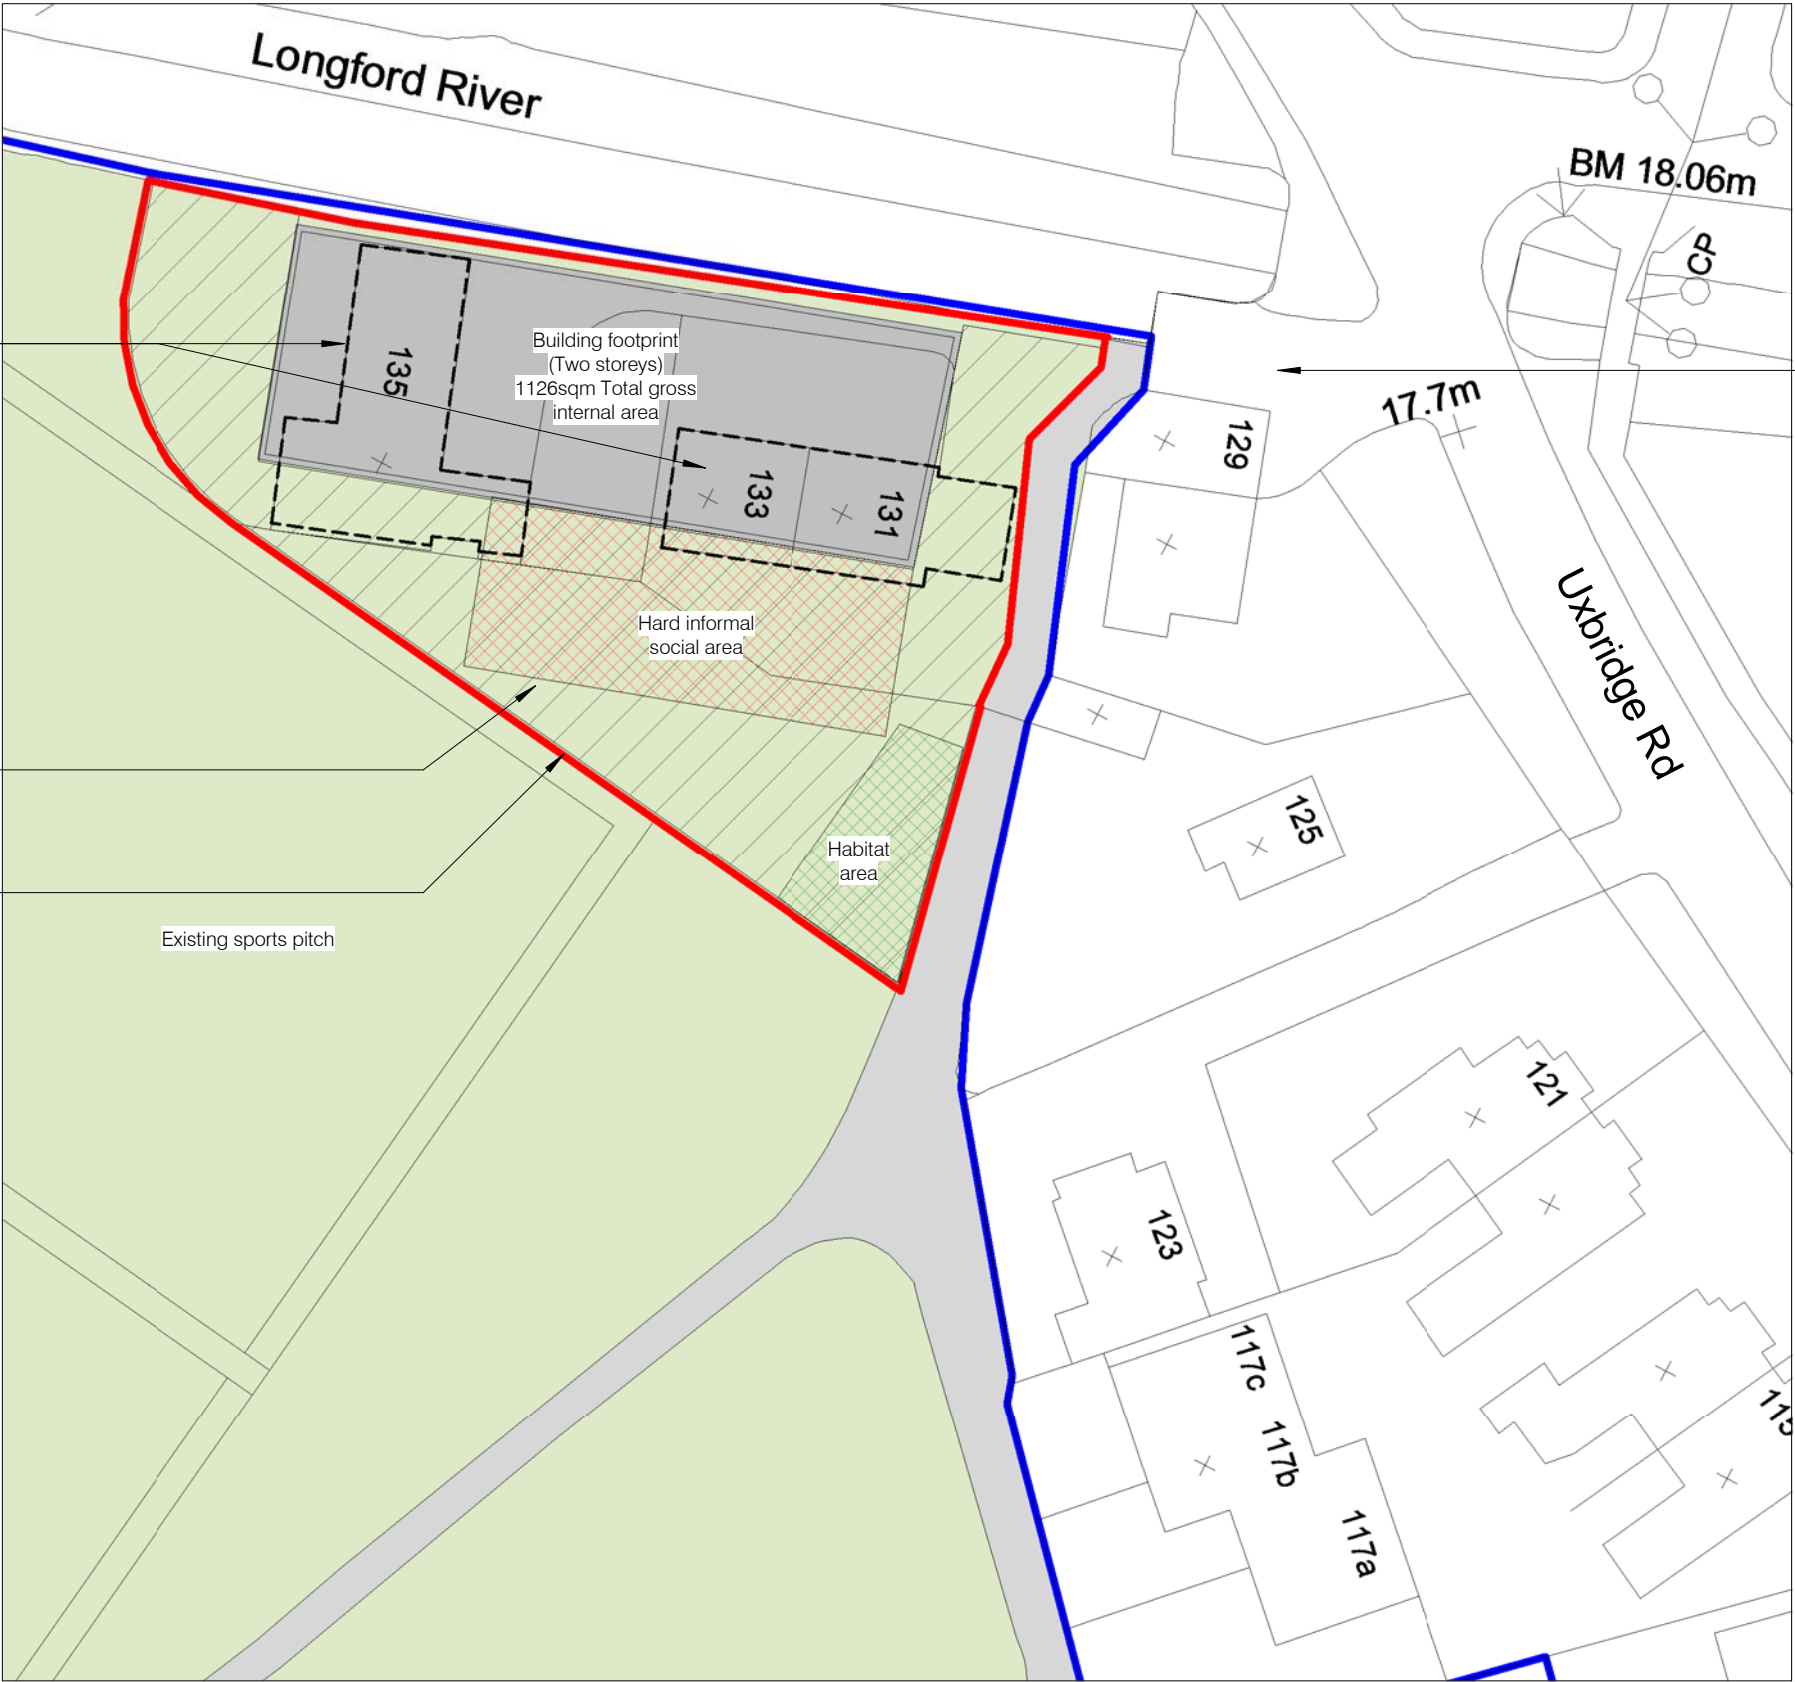 Longford River
BM 18.06m
CP
Building footprint
(Two storeys)
1126sqm Total gross
internal area
135
133
131
129
17.7m
Uxbridge Rd
Hard informal
social area
125
Habitat
area
Existing sports pitch
121
123
117c
117b
117a
115